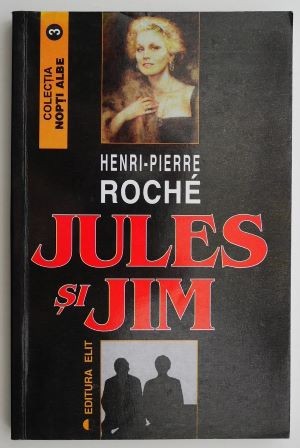 COLECȚIA
NOPȚI ALBE
3
HENRI-PIERRE
ROCHÉ
JULES
ȘI JIM
EDITURA ELIT